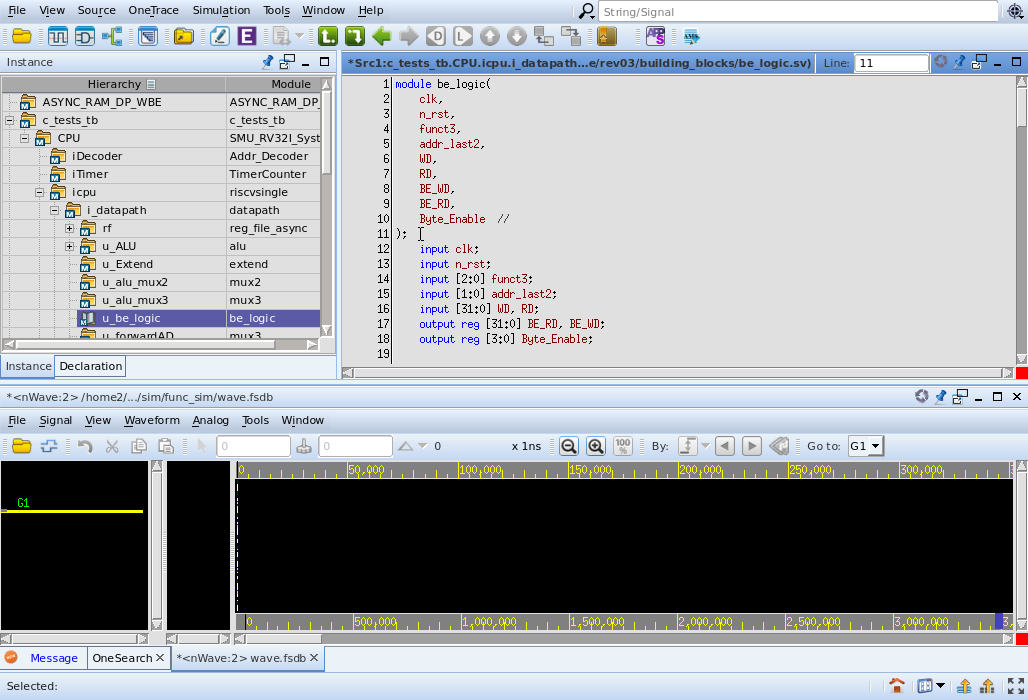 File View Source OneTrace Simulation Tools Window Help String/Signal
Instance
*Src1:c_tests_tb.CPU.icpu.i_datapath...e/rev03/building_blocks/be_logic.sv) Line: 11
Hierarchy Module
ASYNC_RAM_DP_WBE ASYNC_RAM_DP_
c_tests_tb c_tests_tb
CPU SMU_RV32I_Syst
iDecoder Addr_Decoder
iTimer TimerCounter
icpu riscvsingle
i_datapath datapath
rf reg_file_async
u_ALU alu
u_Extend extend
u_alu_mux2 mux2
u_alu_mux3 mux3
u_be_logic be_logic
u_forwardAD mux3
Instance Declaration
1 module be_logic(
2 clk,
3 n_rst,
4 funct3,
5 addr_last2,
6 WD,
7 RD,
8 BE_WD,
9 BE_RD,
10 Byte_Enable //
11 );
12 input clk;
13 input n_rst;
14 input [2:0] funct3;
15 input [1:0] addr_last2;
16 input [31:0] WD, RD;
17 output reg [31:0] BE_RD, BE_WD;
18 output reg [3:0] Byte_Enable;
19
*<nWave:2> /home2/.../sim/func_sim/wave.fsdb
File Signal View Waveform Analog Tools Window
0 0 0 x 1ns 100 % By: Go to: G1
0 50,000 100,000 150,000 200,000 250,000 300,000
G1
0 500,000 1,000,000 1,500,000 2,000,000 2,500,000 3,000,000 3,
Message OneSearch *<nWave:2> wave.fsdb
Selected: